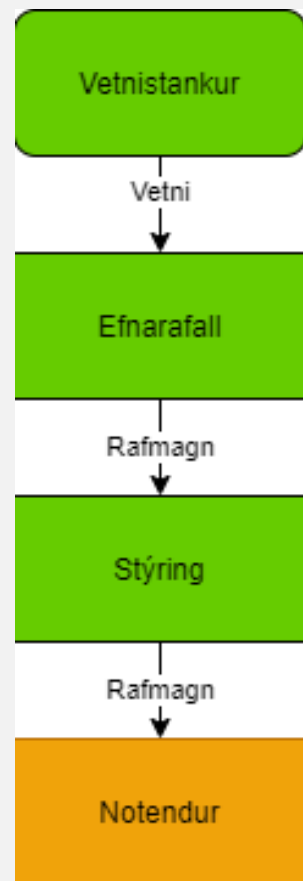 Vetnistankur
Vetni
Efnarafall
Rafmagn
Stýring
Rafmagn
Notendur